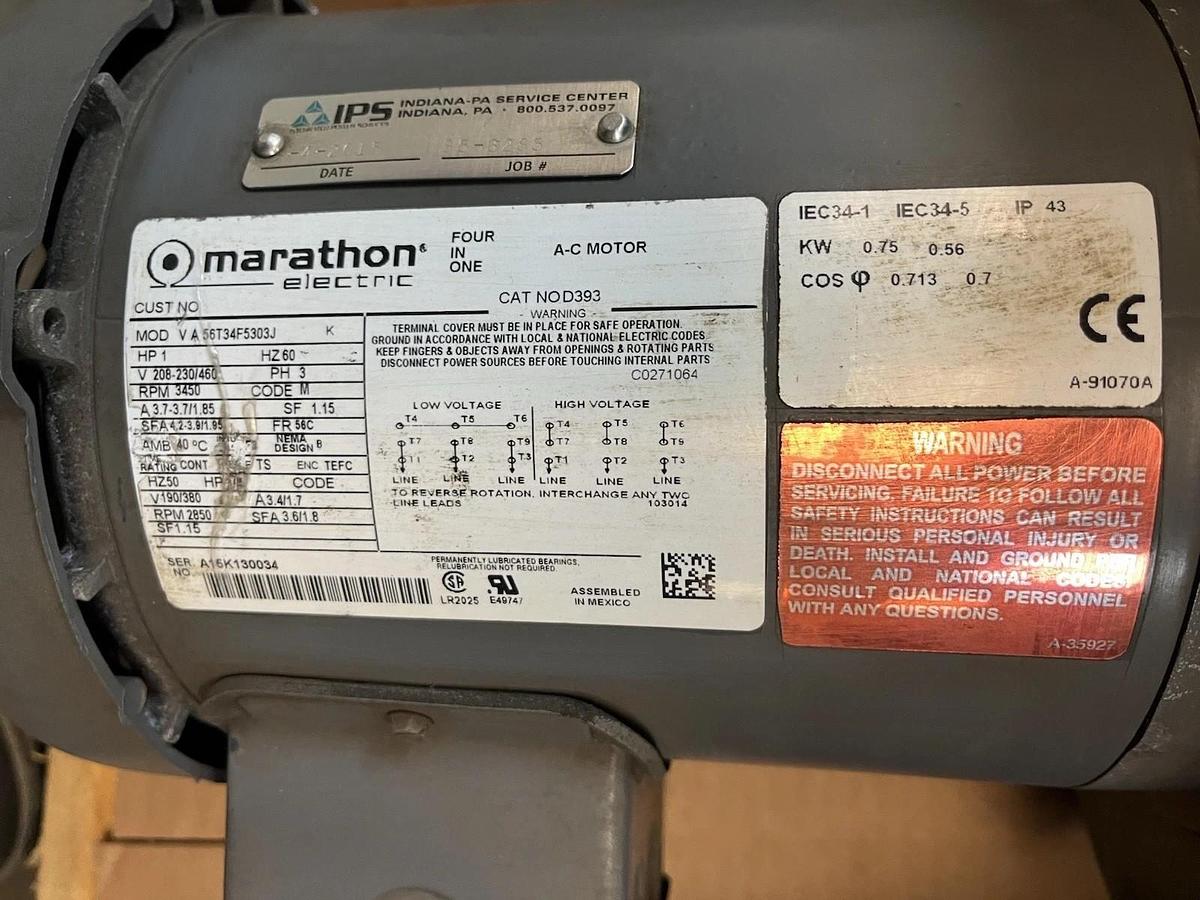 IPS INDIANA-PA SERVICE CENTER
INDIANA, PA · 800.537.0097
DATE JOB #
marathon®
electric
FOUR
IN
ONE
A-C MOTOR
CUST NO
CAT NO D393
WARNING
TERMINAL COVER MUST BE IN PLACE FOR SAFE OPERATION.
GROUND IN ACCORDANCE WITH LOCAL & NATIONAL ELECTRIC CODES
KEEP FINGERS & OBJECTS AWAY FROM OPENINGS & ROTATING PARTS
DISCONNECT POWER SOURCES BEFORE TOUCHING INTERNAL PARTS
C0271064
MOD V A 56T34F5303J K
HP 1 HZ 60
V 208-230/460 PH 3
RPM 3450 CODE M
A 3.7-3.7/1.85 SF 1.15
SFA 4.2-3.9/1.95 FR 56C
AMB 40 °C NEMA DESIGN B
RATING CONT TS ENC TEFC
HZ 50 HP CODE
V 190/380 A 3.4/1.7
RPM 2850 SFA 3.6/1.8
SF 1.15
LOW VOLTAGE HIGH VOLTAGE
T4 T5 T6 T4 T5 T6
T7 T8 T9 T7 T8 T9
T1 T2 T3 T1 T2 T3
LINE LINE LINE LINE LINE LINE
TO REVERSE ROTATION, INTERCHANGE ANY TWO
LINE LEADS 103014
SER. NO. A15K130034
PERMANENTLY LUBRICATED BEARINGS,
RELUBRICATION NOT REQUIRED.
LR2025 E49747
ASSEMBLED
IN MEXICO
IEC34-1 IEC34-5 IP 43
KW 0.75 0.56
COS φ 0.713 0.7
CE
A-91070A
WARNING
DISCONNECT ALL POWER BEFORE
SERVICING. FAILURE TO FOLLOW ALL
SAFETY INSTRUCTIONS CAN RESULT
IN SERIOUS PERSONAL INJURY OR
DEATH. INSTALL AND GROUND PER
LOCAL AND NATIONAL CODES.
CONSULT QUALIFIED PERSONNEL
WITH ANY QUESTIONS.
A-35927